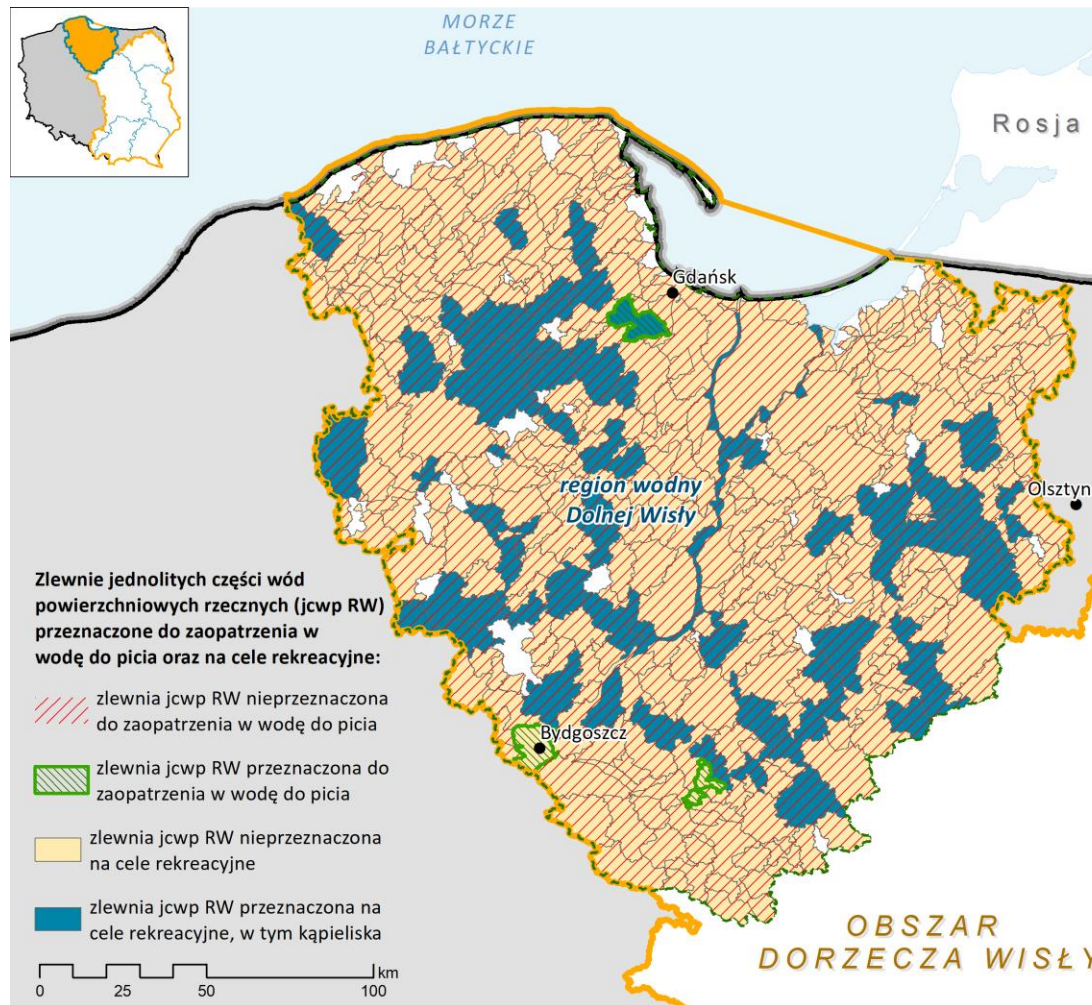 MORZE
BAŁTYCKIE
Rosja
Gdańsk
region wodny
Dolnej Wisły
Olsztyn
Bydgoszcz
Zlewnie jednolitych części wód
powierzchniowych rzecznych (jcwp RW)
przeznaczone do zaopatrzenia w
wodę do picia oraz na cele rekreacyjne:
zlewnia jcwp RW nieprzeznaczona
do zaopatrzenia w wodę do picia
zlewnia jcwp RW przeznaczona do
zaopatrzenia w wodę do picia
zlewnia jcwp RW nieprzeznaczona
na cele rekreacyjne
zlewnia jcwp RW przeznaczona na
cele rekreacyjne, w tym kąpieliska
km
0 25 50 100
OBSZAR
DORZECZA WISŁY